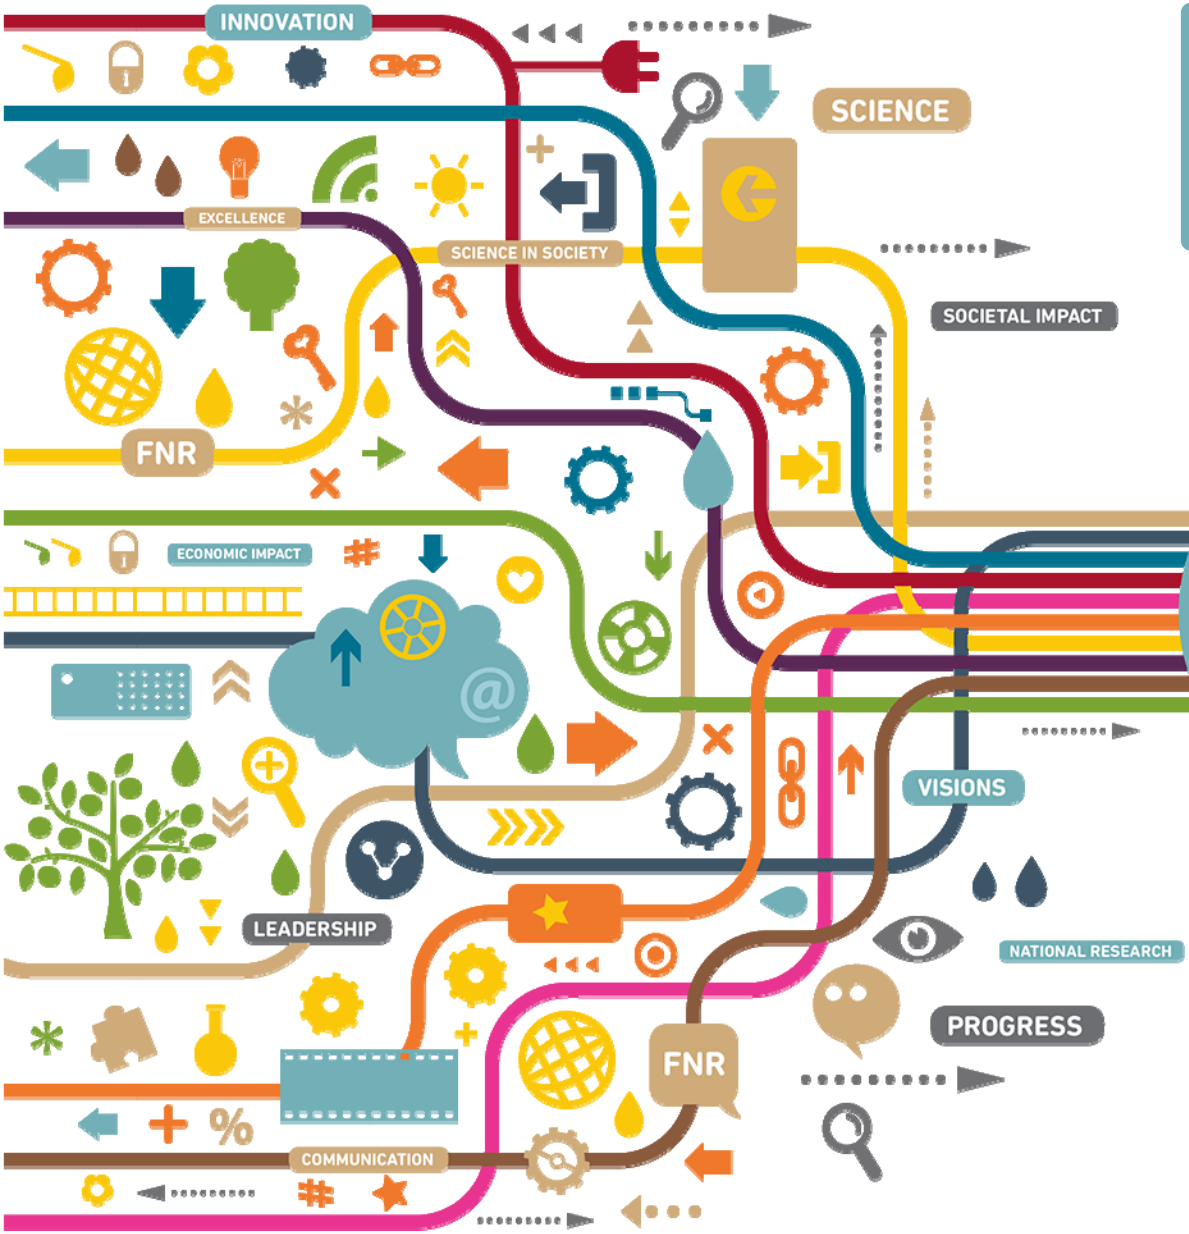 INNOVATION
SCIENCE
EXCELLENCE
SCIENCE IN SOCIETY
SOCIETAL IMPACT
FNR
ECONOMIC IMPACT
@
VISIONS
LEADERSHIP
NATIONAL RESEARCH
PROGRESS
FNR
%
COMMUNICATION